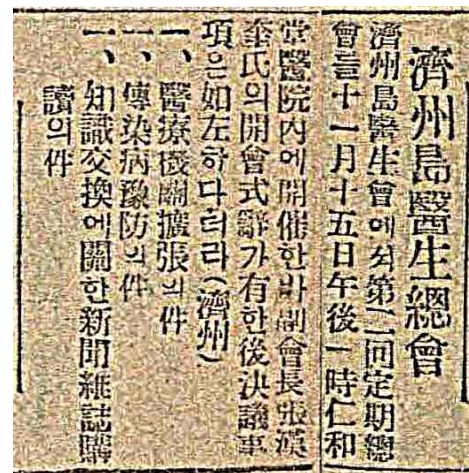 濟州島醫生總會
濟州島醫生會에서第二回定期總
會를十一月十五日午後一時仁和
堂醫院內에開催한바副會長張漢
奎氏의開會式辭가有한後決議事
項은如左하다더라(濟州)
一、醫療機關擴張의件
一、傳染病豫防의件
一、知識交換에關한新聞雜誌購
讀의件